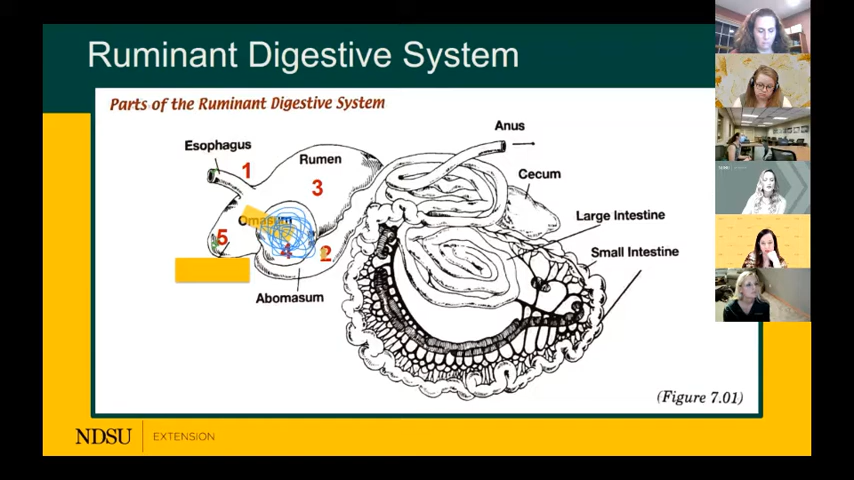 Ruminant Digestive System
Parts of the Ruminant Digestive System
Anus
Esophagus
Rumen
1
3
Cecum
Large Intestine
Omasum
5
4
2
Small Intestine
Abomasum
(Figure 7.01)
NDSU EXTENSION